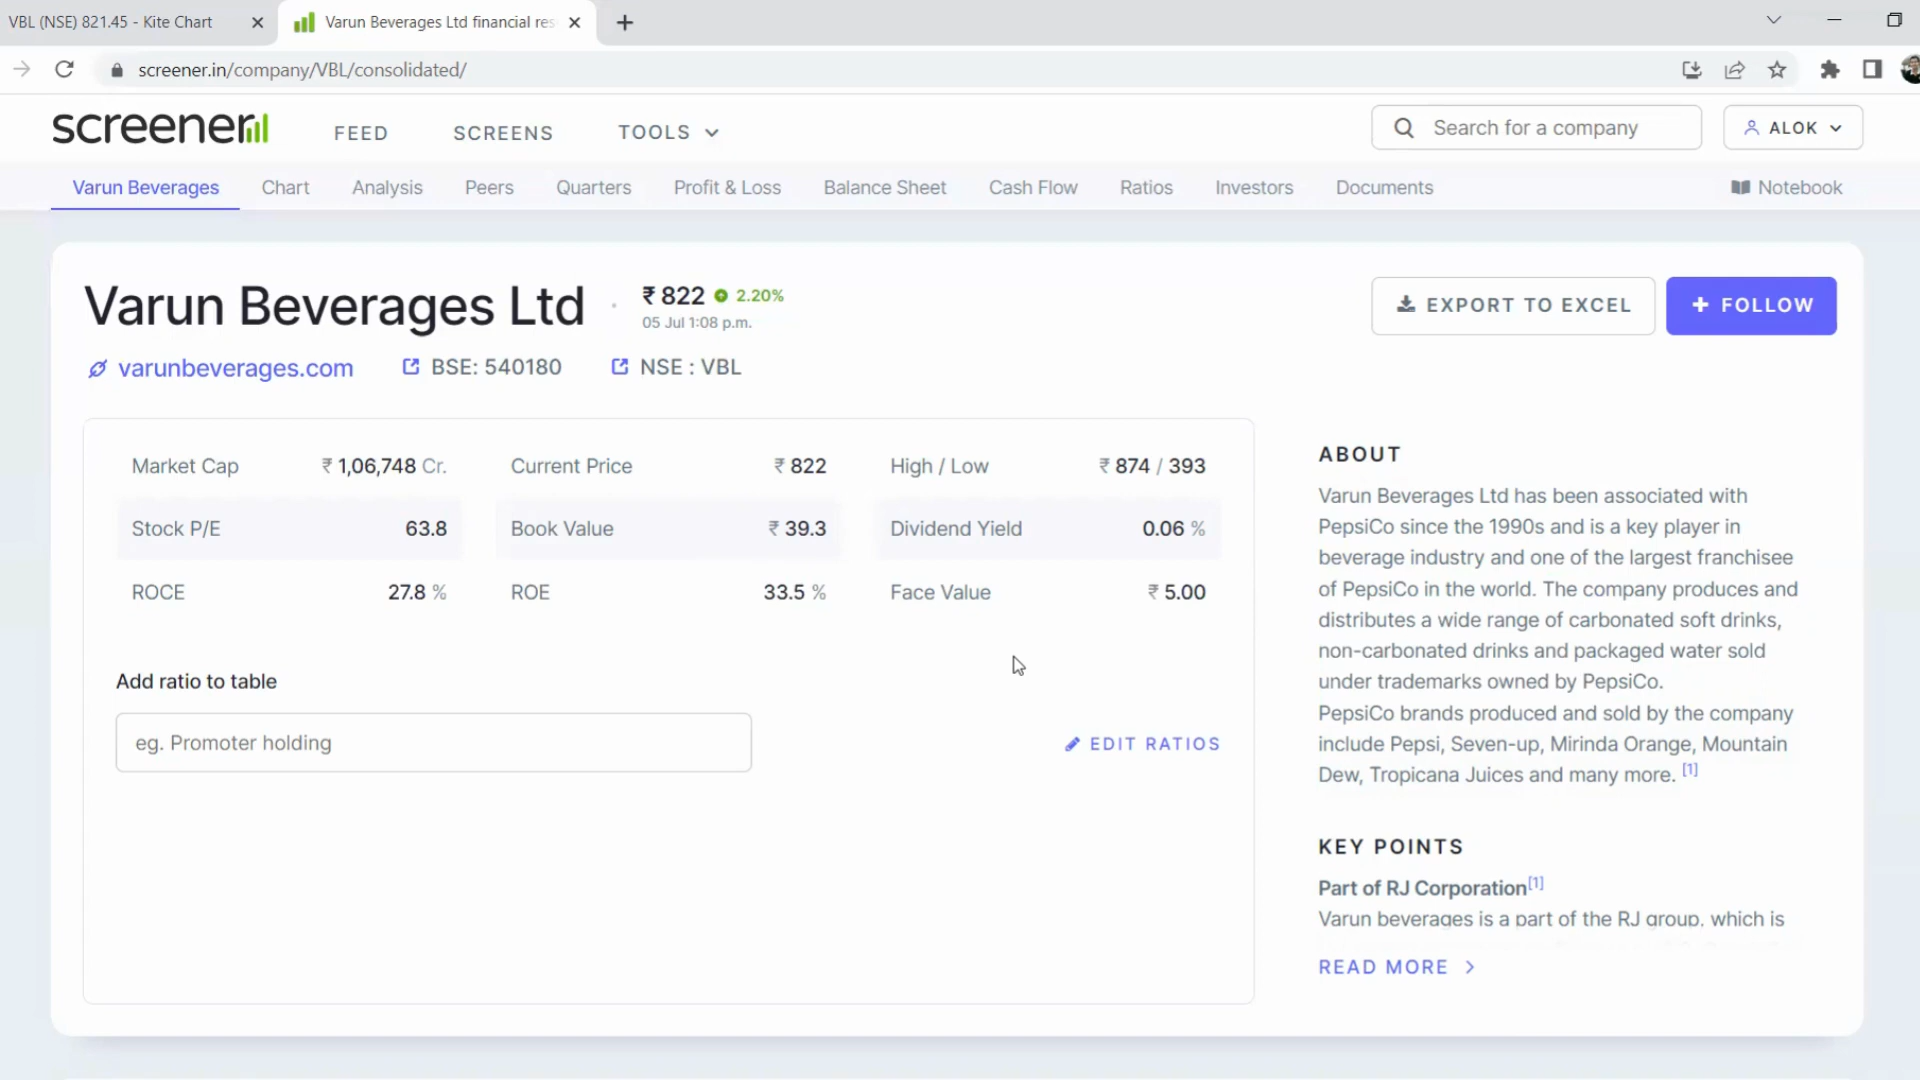 VBL (NSE) 821.45 - Kite Chart
Varun Beverages Ltd financial res
screener.in/company/VBL/consolidated/
screener
FEED
SCREENS
TOOLS
Search for a company
ALOK
Varun Beverages
Chart
Analysis
Peers
Quarters
Profit & Loss
Balance Sheet
Cash Flow
Ratios
Investors
Documents
Notebook
Varun Beverages Ltd
₹ 822 2.20%
05 Jul 1:08 p.m.
EXPORT TO EXCEL
+ FOLLOW
varunbeverages.com
BSE: 540180
NSE : VBL
Market Cap ₹ 1,06,748 Cr.
Current Price ₹ 822
High / Low ₹ 874 / 393
Stock P/E 63.8
Book Value ₹ 39.3
Dividend Yield 0.06 %
ROCE 27.8 %
ROE 33.5 %
Face Value ₹ 5.00
Add ratio to table
eg. Promoter holding
EDIT RATIOS
ABOUT
Varun Beverages Ltd has been associated with
PepsiCo since the 1990s and is a key player in
beverage industry and one of the largest franchisee
of PepsiCo in the world. The company produces and
distributes a wide range of carbonated soft drinks,
non-carbonated drinks and packaged water sold
under trademarks owned by PepsiCo.
PepsiCo brands produced and sold by the company
include Pepsi, Seven-up, Mirinda Orange, Mountain
Dew, Tropicana Juices and many more. [1]
KEY POINTS
Part of RJ Corporation[1]
Varun beverages is a part of the RJ group, which is
READ MORE >